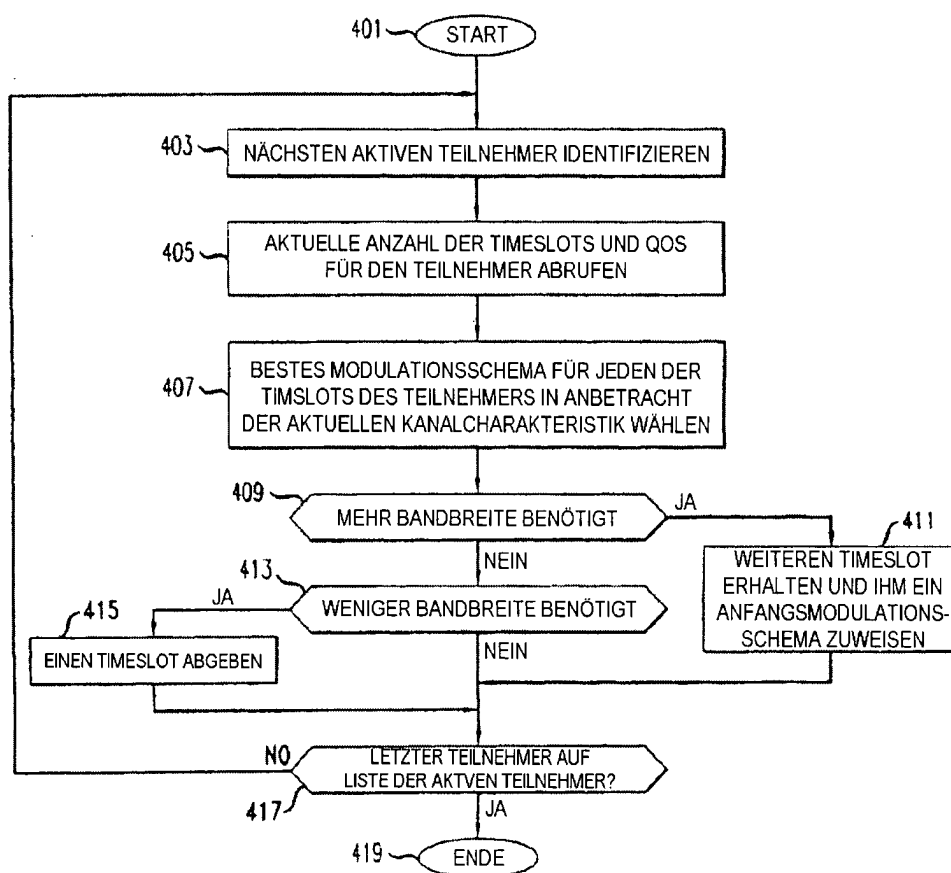 401
START
403
NÄCHSTEN AKTIVEN TEILNEHMER IDENTIFIZIEREN
405
AKTUELLE ANZAHL DER TIMESLOTS UND QOS
FÜR DEN TEILNEHMER ABRUFEN
407
BESTES MODULATIONSSCHEMA FÜR JEDEN DER
TIMSLOTS DES TEILNEHMERS IN ANBETRACHT
DER AKTUELLEN KANALCHARAKTERISTIK WÄHLEN
409
MEHR BANDBREITE BENÖTIGT
JA
NEIN
411
WEITEREN TIMESLOT
ERHALTEN UND IHM EIN
ANFANGSMODULATIONS-
SCHEMA ZUWEISEN
413
WENIGER BANDBREITE BENÖTIGT
JA
NEIN
415
EINEN TIMESLOT ABGEBEN
NO
LETZTER TEILNEHMER AUF
LISTE DER AKTVEN TEILNEHMER?
417
JA
419
ENDE